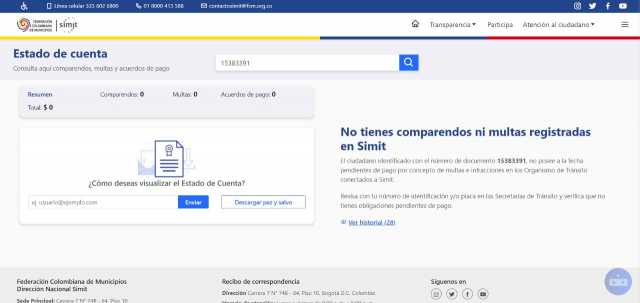 Línea celular 333 602 6800
01 8000 413 588
contactosimit@fcm.org.co
FEDERACIÓN
COLOMBIANA
DE MUNICIPIOS
simit
Transparencia
Participa
Atención al ciudadano
Estado de cuenta
Consulta aquí comparendos, multas y acuerdos de pago
15383391
Resumen
Comparendos: 0
Multas: 0
Acuerdos de pago: 0
Total: $ 0
¿Cómo deseas visualizar el Estado de Cuenta?
ej. usuario@ejemplo.com
Enviar
Descargar paz y salvo
No tienes comparendos ni multas registradas
en Simit
El ciudadano identificado con el número de documento 15383391, no posee a la fecha
pendientes de pago por concepto de multas e infracciones en los Organismo de Tránsito
conectados a Simit.
Revisa con tu número de identificación y/o placa en las Secretarías de Tránsito y verifica que no
tienes obligaciones pendientes de pago.
Ver historial (28)
Federación Colombiana de Municipios
Dirección Nacional Simit
Sede Principal: Carrera 7 N° 74B - 64, Piso 10
Recibo de correspondencia
Dirección Carrera 7 N° 74B - 64, Piso 10, Bogotá D.C. Colombia.
Síguenos en